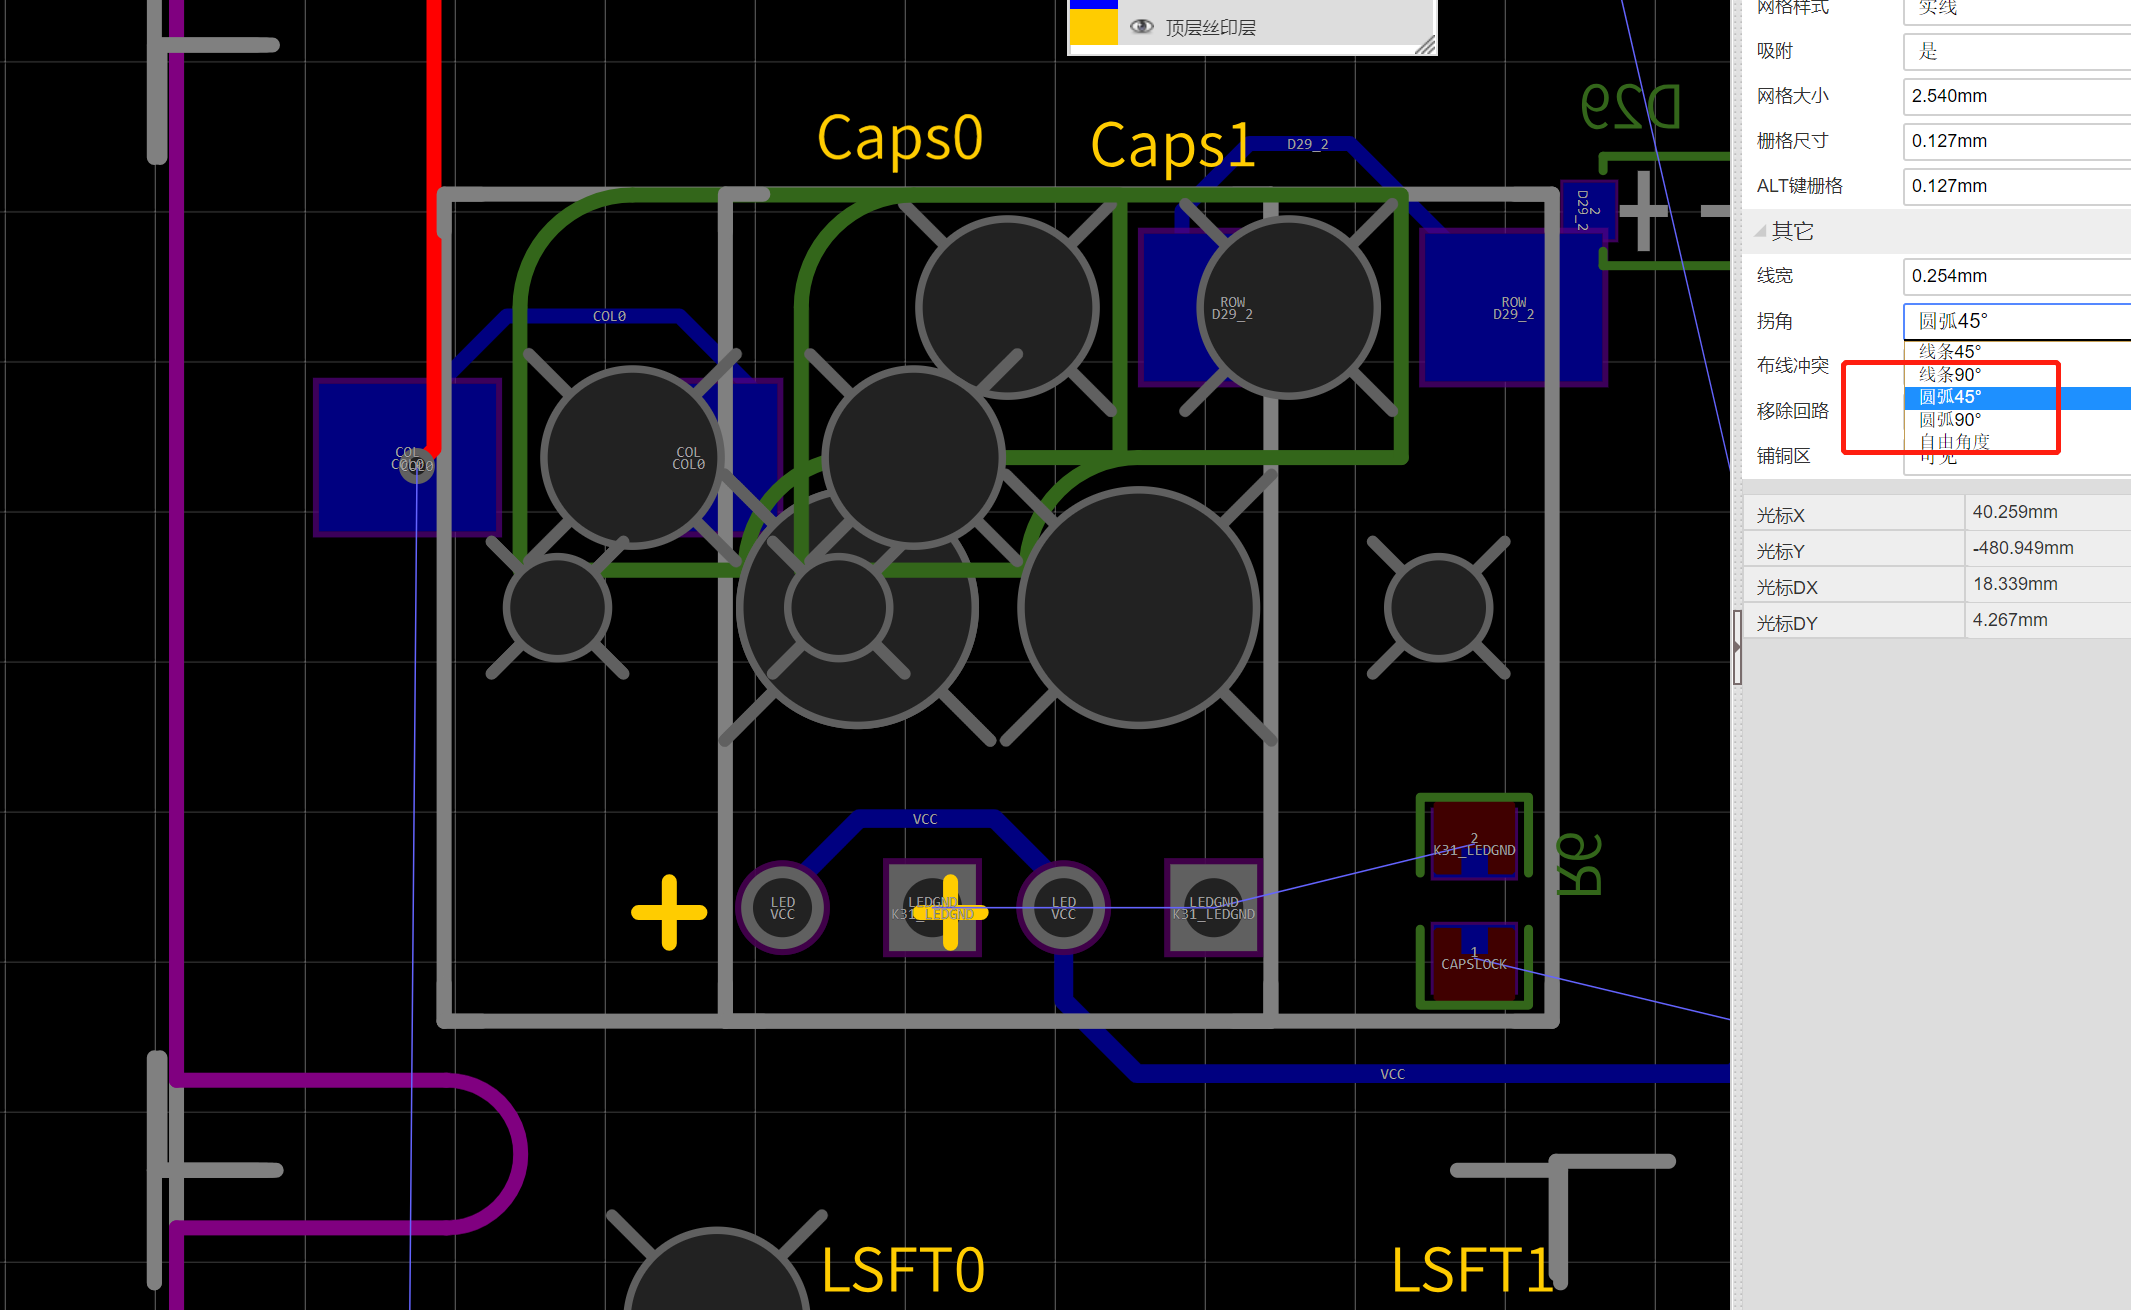 顶层丝印层
网格样式
实线
吸附
是
网格大小
2.540mm
栅格尺寸
0.127mm
ALT键栅格
0.127mm
其它
线宽
0.254mm
拐角
圆弧45°
线条45°
线条90°
圆弧45°
圆弧90°
自由角度
布线冲突
移除回路
铺铜区
可见
光标X
40.259mm
光标Y
-480.949mm
光标DX
18.339mm
光标DY
4.267mm
Caps0
Caps1
D29_2
D29
2
D29_2
COL0
ROW
D29_2
ROW
D29_2
COL
COL0
COL0
COL
COL0
VCC
2
K31_LEDGND
R6
LED
VCC
LEDGND
K31_LEDGND
LED
VCC
LEDGND
K31_LEDGND
1
CAPSLOCK
VCC
LSFT0
LSFT1